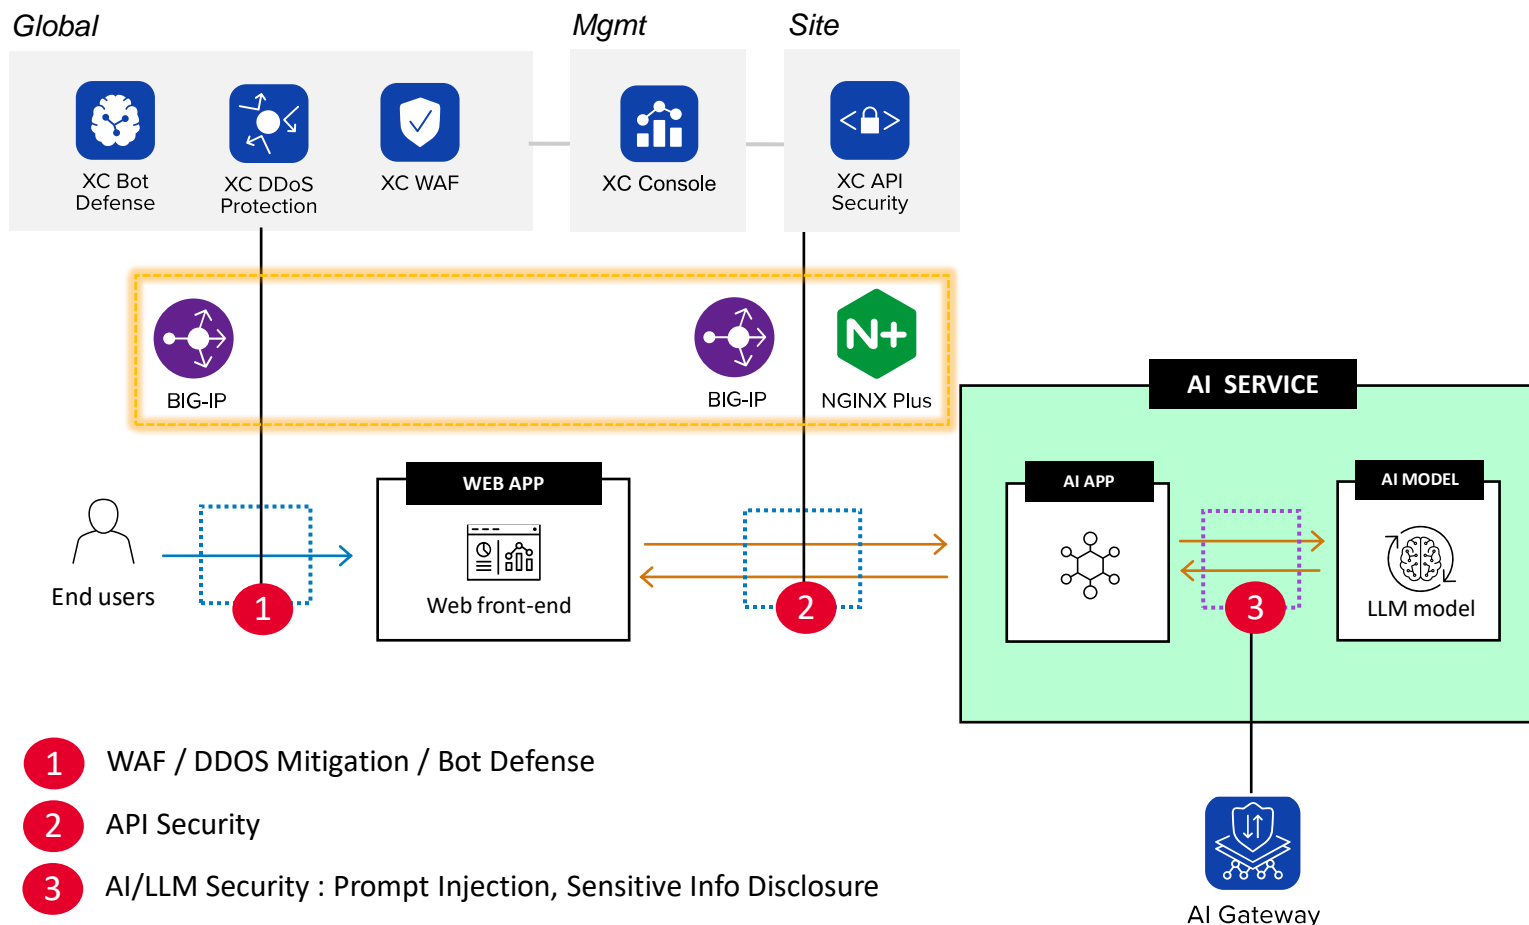 Global
Mgmt
Site
XC Bot
Defense
XC DDoS
Protection
XC WAF
XC Console
XC API
Security
BIG-IP
BIG-IP
N+
NGINX Plus
AI SERVICE
WEB APP
AI APP
AI MODEL
End users
1
Web front-end
2
3
LLM model
1 WAF / DDOS Mitigation / Bot Defense
2 API Security
3 AI/LLM Security : Prompt Injection, Sensitive Info Disclosure
AI Gateway